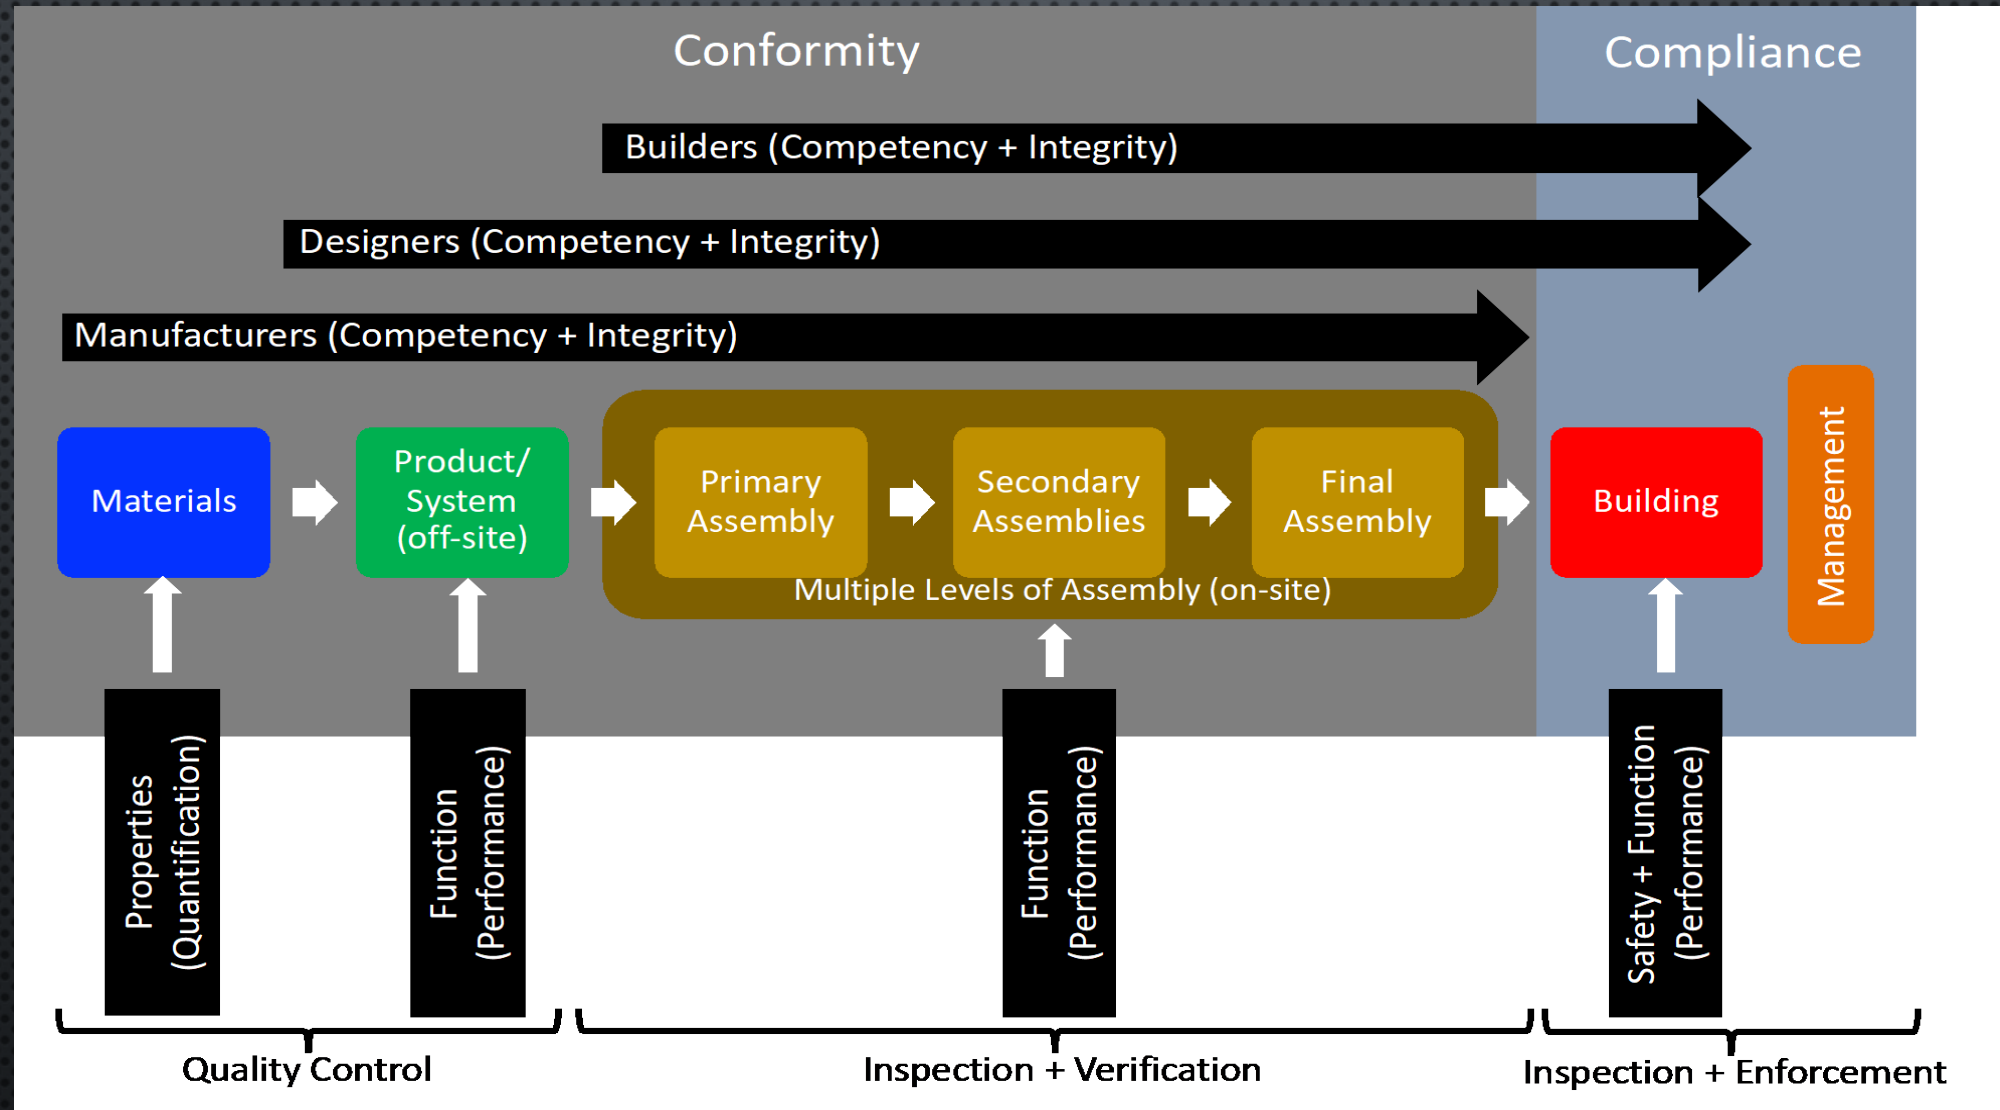 Conformity
Compliance
Builders (Competency + Integrity)
Designers (Competency + Integrity)
Manufacturers (Competency + Integrity)
Materials
Product/
System
(off-site)
Primary
Assembly
Secondary
Assemblies
Final
Assembly
Multiple Levels of Assembly (on-site)
Building
Management
Properties
(Quantification)
Function
(Performance)
Function
(Performance)
Safety + Function
(Performance)
Quality Control
Inspection + Verification
Inspection + Enforcement